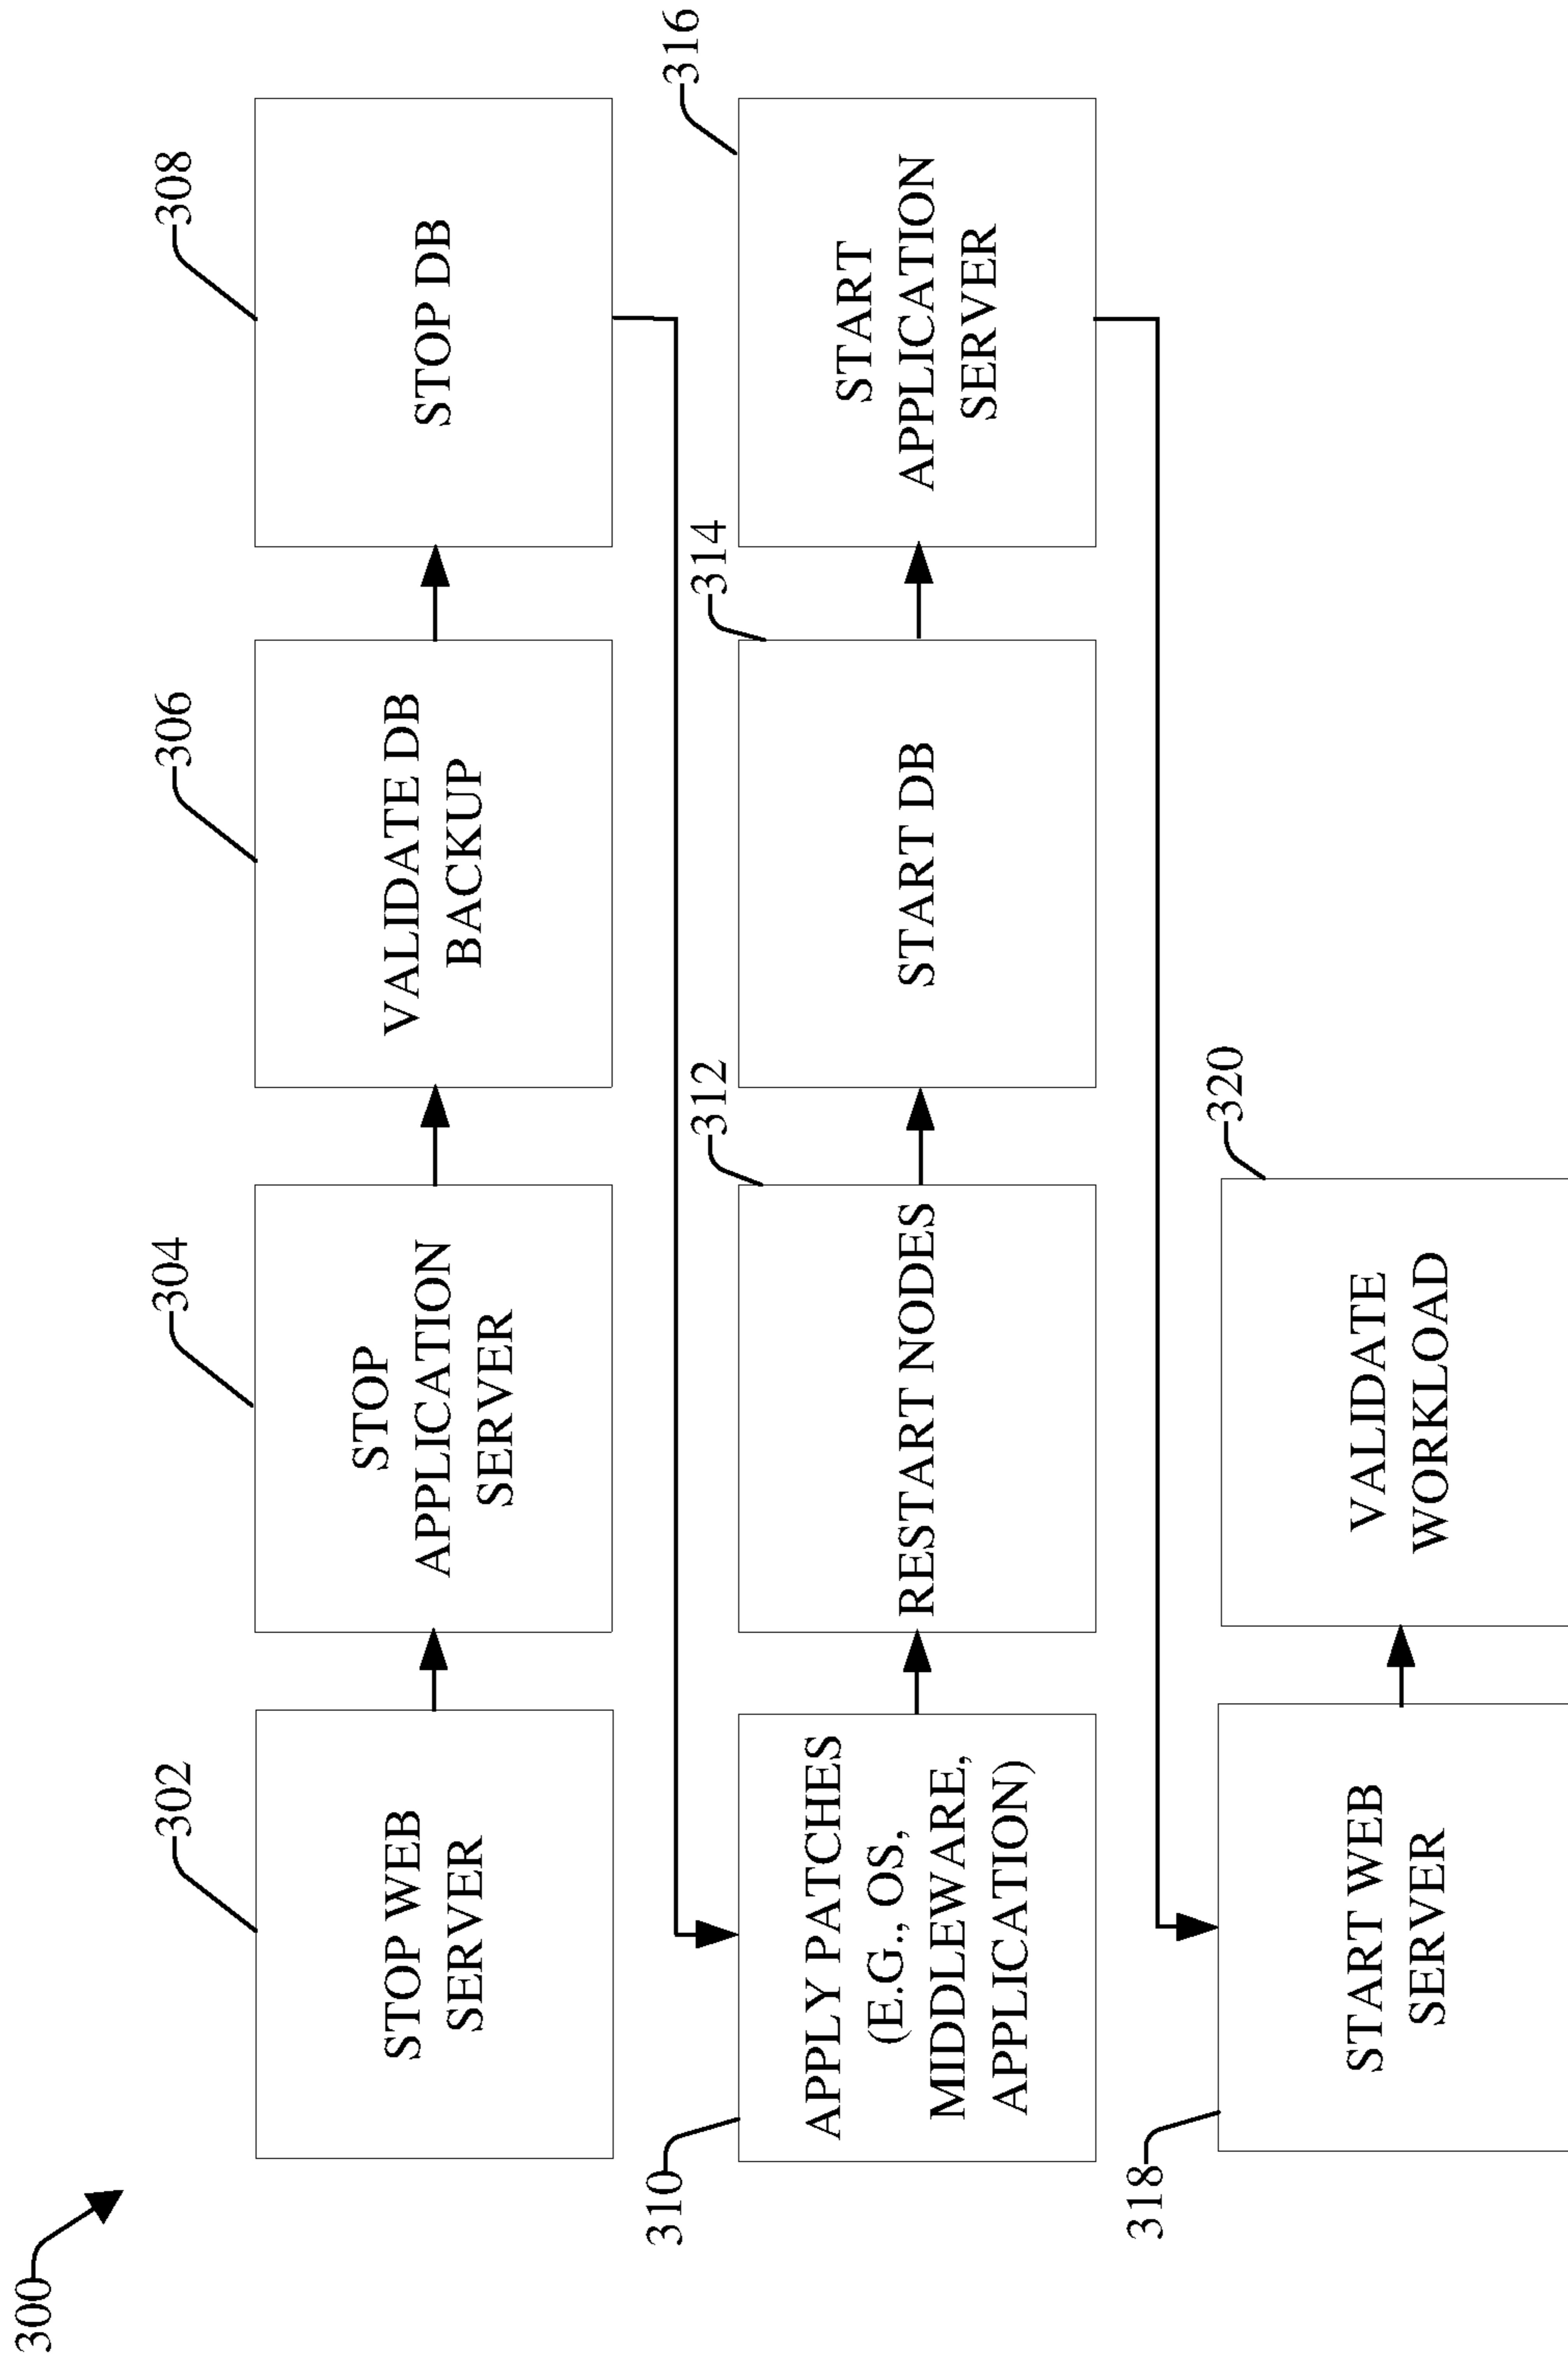 300
302
STOP WEB
SERVER
304
STOP
APPLICATION
SERVER
306
VALIDATE DB
BACKUP
308
STOP DB
310
APPLY PATCHES
(E.G., OS,
MIDDLEWARE,
APPLICATION)
312
RESTART NODES
314
START DB
316
START
APPLICATION
SERVER
318
START WEB
SERVER
320
VALIDATE
WORKLOAD